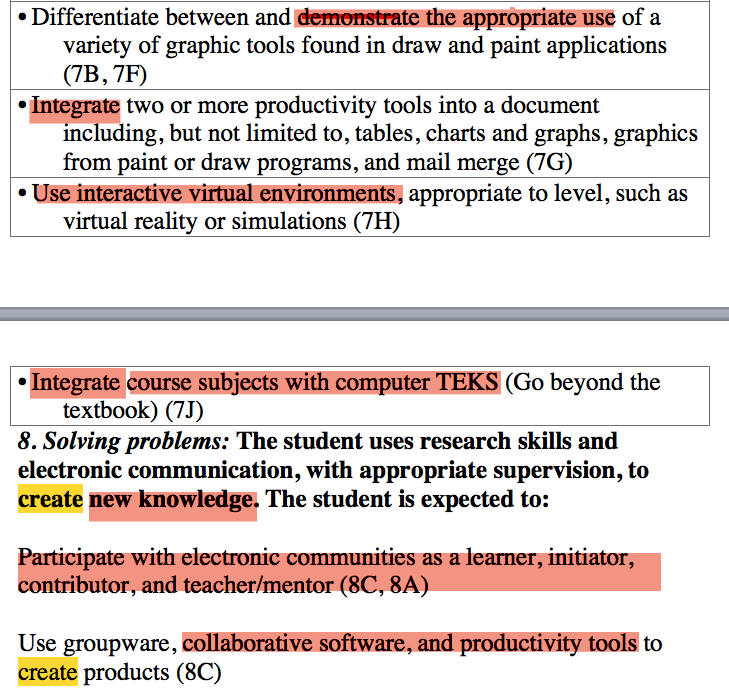 • Differentiate between and demonstrate the appropriate use of a
variety of graphic tools found in draw and paint applications
(7B, 7F)
• Integrate two or more productivity tools into a document
including, but not limited to, tables, charts and graphs, graphics
from paint or draw programs, and mail merge (7G)
• Use interactive virtual environments, appropriate to level, such as
virtual reality or simulations (7H)
• Integrate course subjects with computer TEKS (Go beyond the
textbook) (7J)
8. Solving problems: The student uses research skills and
electronic communication, with appropriate supervision, to
create new knowledge. The student is expected to:
Participate with electronic communities as a learner, initiator,
contributor, and teacher/mentor (8C, 8A)
Use groupware, collaborative software, and productivity tools to
create products (8C)